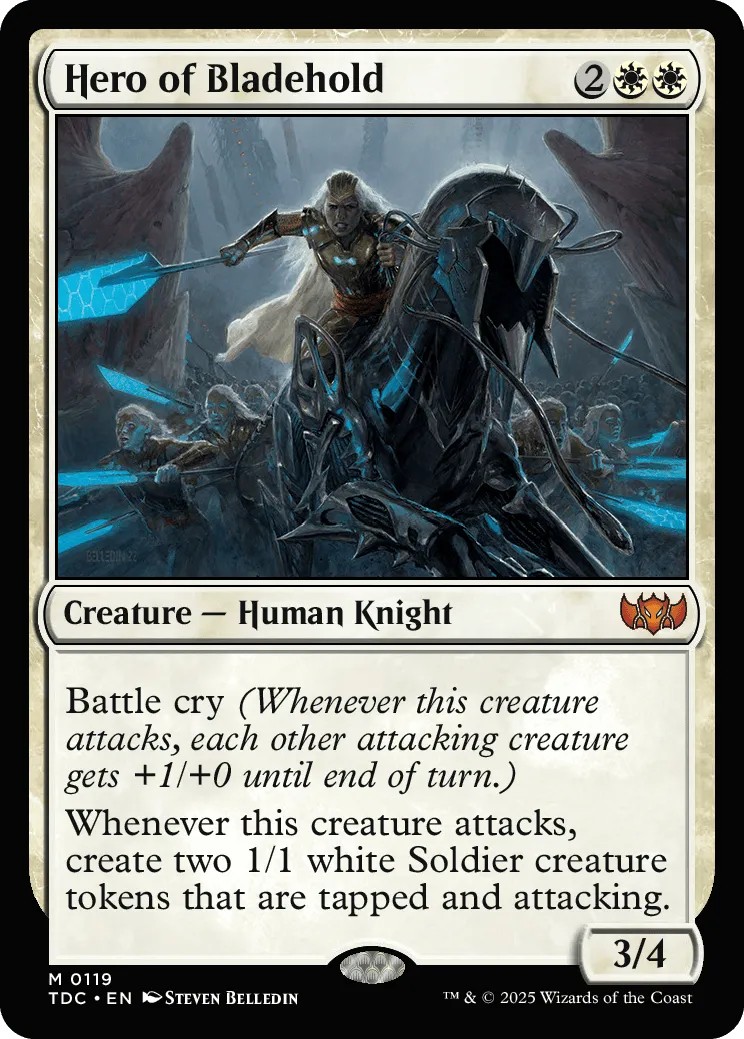 Hero of Bladehold 2
BELLEDIN 22
Creature — Human Knight
Battle cry (Whenever this creature
attacks, each other attacking creature
gets +1/+0 until end of turn.)
Whenever this creature attacks,
create two 1/1 white Soldier creature
tokens that are tapped and attacking.
3/4
M 0119
TDC • EN Steven Belledin
™ & © 2025 Wizards of the Coast